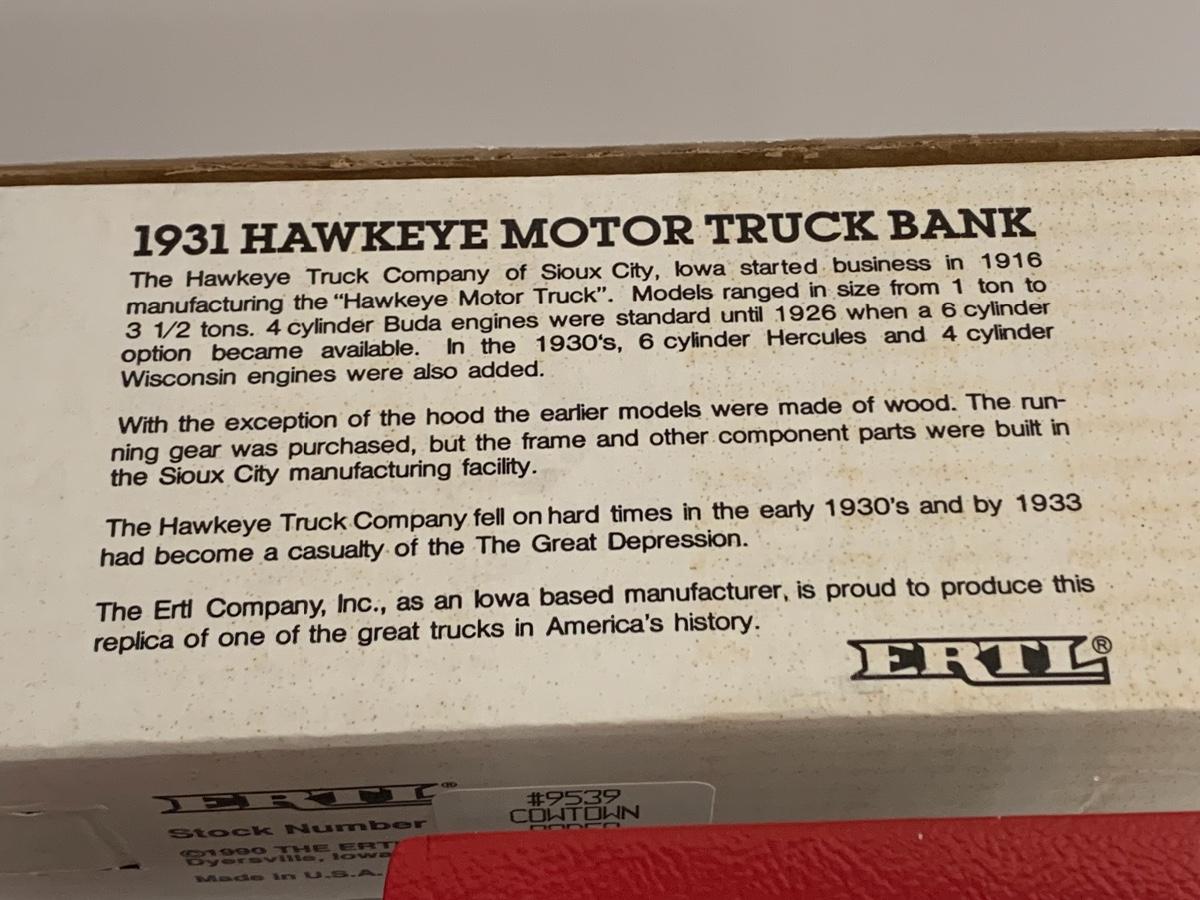 1931 HAWKEYE MOTOR TRUCK BANK
The Hawkeye Truck Company of Sioux City, Iowa started business in 1916
manufacturing the "Hawkeye Motor Truck". Models ranged in size from 1 ton to
3 1/2 tons. 4 cylinder Buda engines were standard until 1926 when a 6 cylinder
option became available. In the 1930's, 6 cylinder Hercules and 4 cylinder
Wisconsin engines were also added.
With the exception of the hood the earlier models were made of wood. The run-
ning gear was purchased, but the frame and other component parts were built in
the Sioux City manufacturing facility.
The Hawkeye Truck Company fell on hard times in the early 1930's and by 1933
had become a casualty of the The Great Depression.
The Ertl Company, Inc., as an Iowa based manufacturer, is proud to produce this
replica of one of the great trucks in America's history.
ERTL®
ERTL®
#9539
COWTOWN
Stock Number
©1990 THE ERT
Dyersville, Iowa
Made in U.S.A.